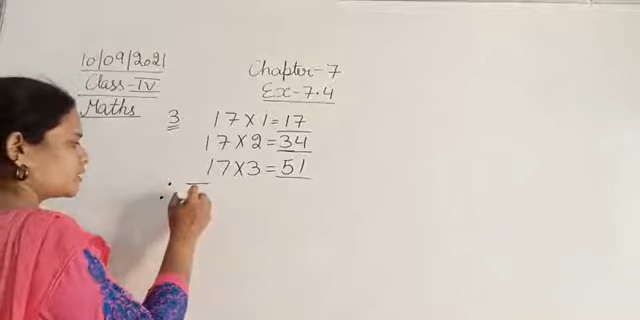 10/09/2021
Class-IV
Maths
Chapter-7
Ex-7.4
3
17×1=17
17×2=34
17×3=51